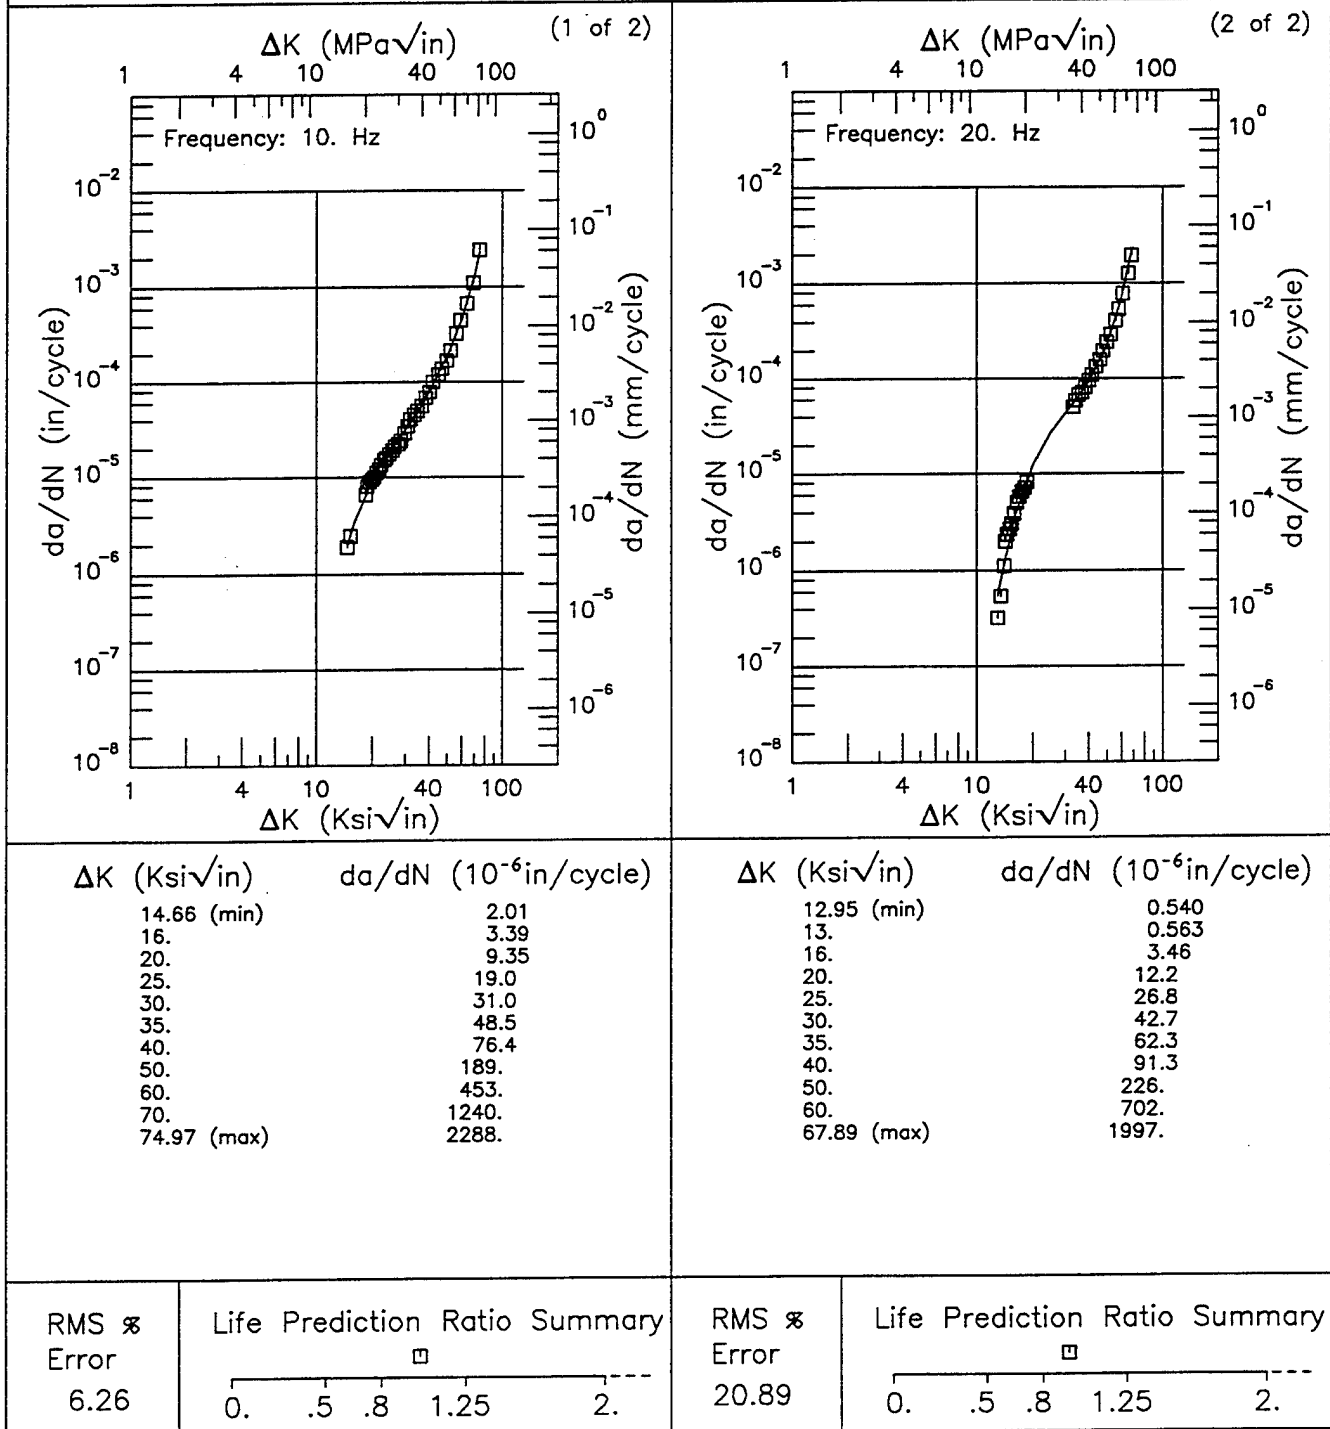 (1 of 2)
ΔK (MPa√in)
1 4 10 40 100
Frequency: 10. Hz
10⁻²
10⁻³
10⁻⁴
10⁻⁵
10⁻⁶
10⁻⁷
10⁻⁸
da/dN (in/cycle)
10⁰
10⁻¹
10⁻²
10⁻³
10⁻⁴
10⁻⁵
10⁻⁶
da/dN (mm/cycle)
1 4 10 40 100
ΔK (Ksi√in)
ΔK (Ksi√in) da/dN (10⁻⁶in/cycle)
14.66 (min) 2.01
16. 3.39
20. 9.35
25. 19.0
30. 31.0
35. 48.5
40. 76.4
50. 189.
60. 453.
70. 1240.
74.97 (max) 2288.
RMS %
Error
6.26
Life Prediction Ratio Summary
0. .5 .8 1.25 2.
(2 of 2)
ΔK (MPa√in)
1 4 10 40 100
Frequency: 20. Hz
10⁻²
10⁻³
10⁻⁴
10⁻⁵
10⁻⁶
10⁻⁷
10⁻⁸
da/dN (in/cycle)
10⁰
10⁻¹
10⁻²
10⁻³
10⁻⁴
10⁻⁵
10⁻⁶
da/dN (mm/cycle)
1 4 10 40 100
ΔK (Ksi√in)
ΔK (Ksi√in) da/dN (10⁻⁶in/cycle)
12.95 (min) 0.540
13. 0.563
16. 3.46
20. 12.2
25. 26.8
30. 42.7
35. 62.3
40. 91.3
50. 226.
60. 702.
67.89 (max) 1997.
RMS %
Error
20.89
Life Prediction Ratio Summary
0. .5 .8 1.25 2.